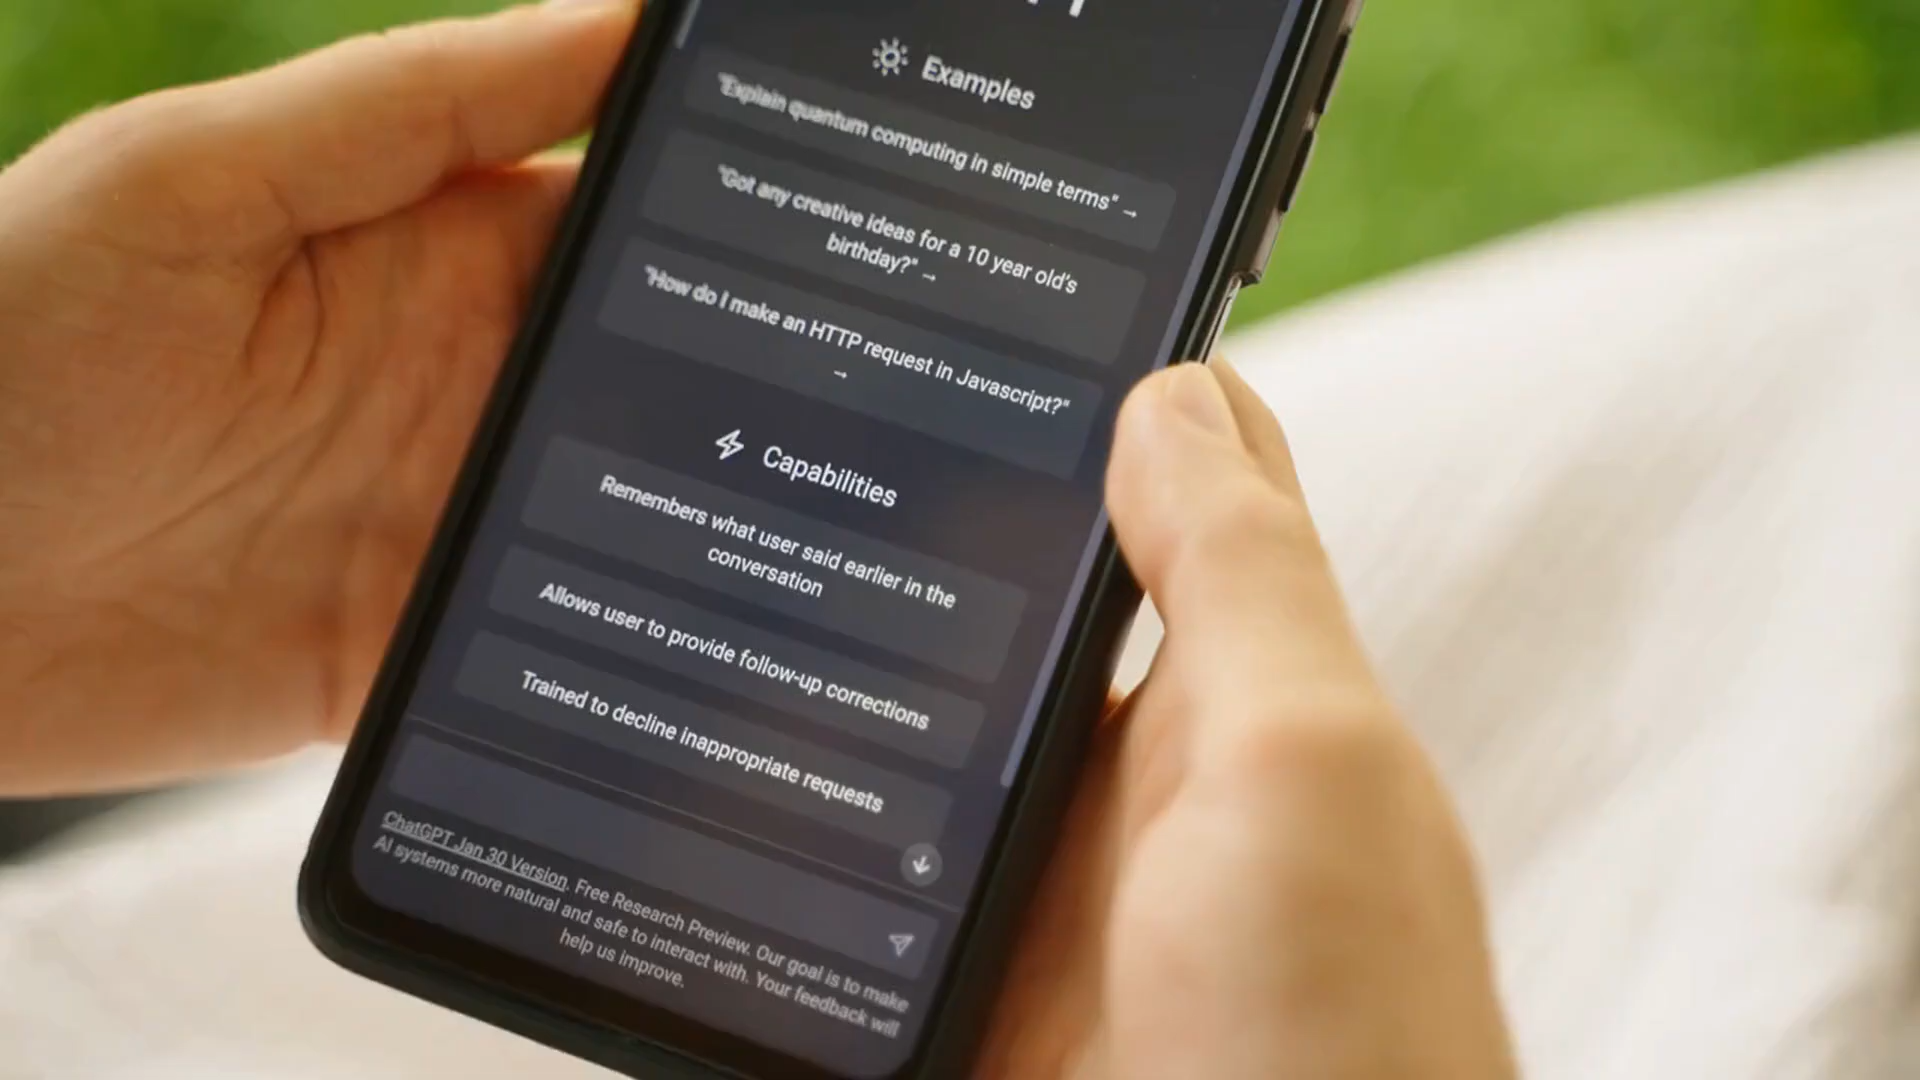 Examples
"Explain quantum computing in simple terms" →
"Got any creative ideas for a 10 year old's
birthday?" →
"How do I make an HTTP request in Javascript?"
→
Capabilities
Remembers what user said earlier in the
conversation
Allows user to provide follow-up corrections
Trained to decline inappropriate requests
ChatGPT Jan 30 Version. Free Research Preview. Our goal is to make
AI systems more natural and safe to interact with. Your feedback will
help us improve.